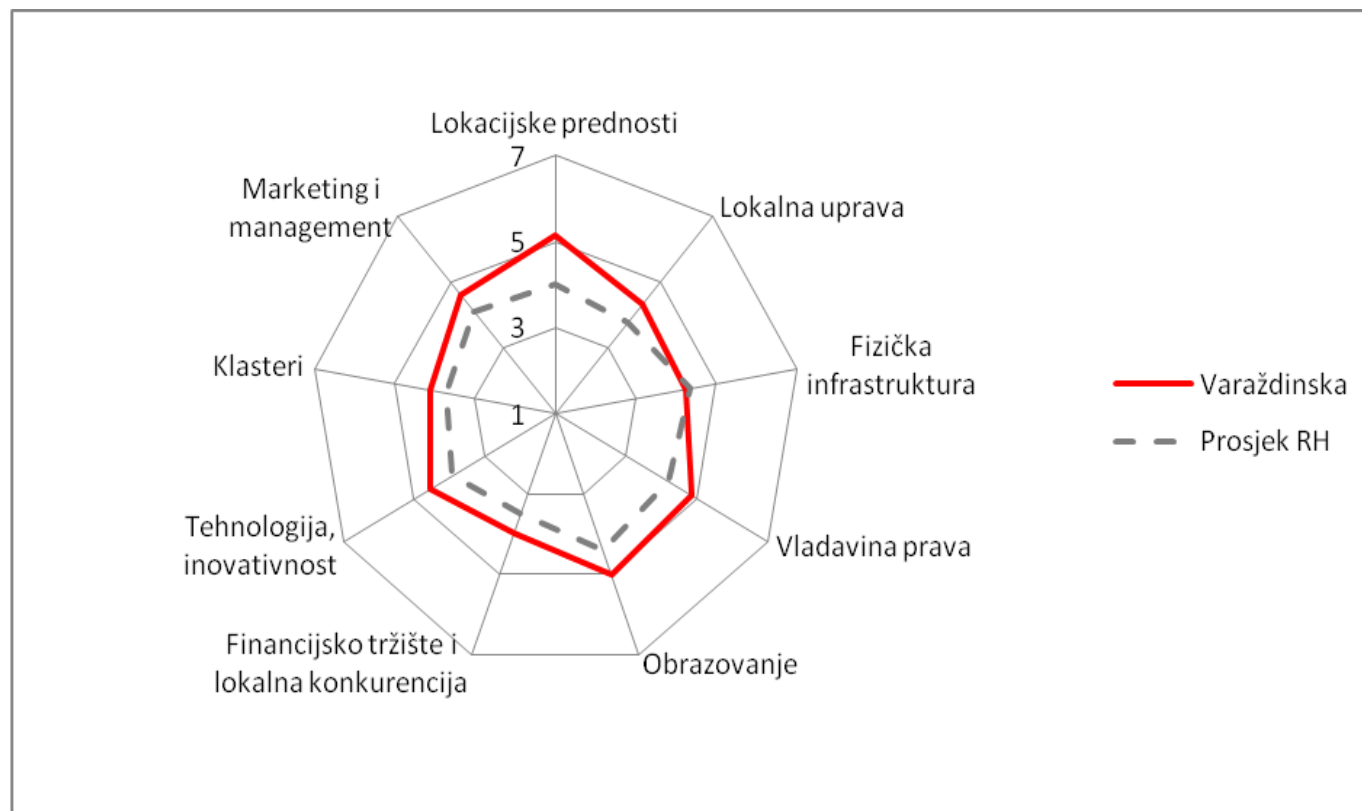 Lokacijske prednosti
7
5
3
1
Lokalna uprava
Fizička
infrastruktura
Vladavina prava
Obrazovanje
Financijsko tržište i
lokalna konkurencija
Tehnologija,
inovativnost
Klasteri
Marketing i
management
Varaždinska
Prosjek RH